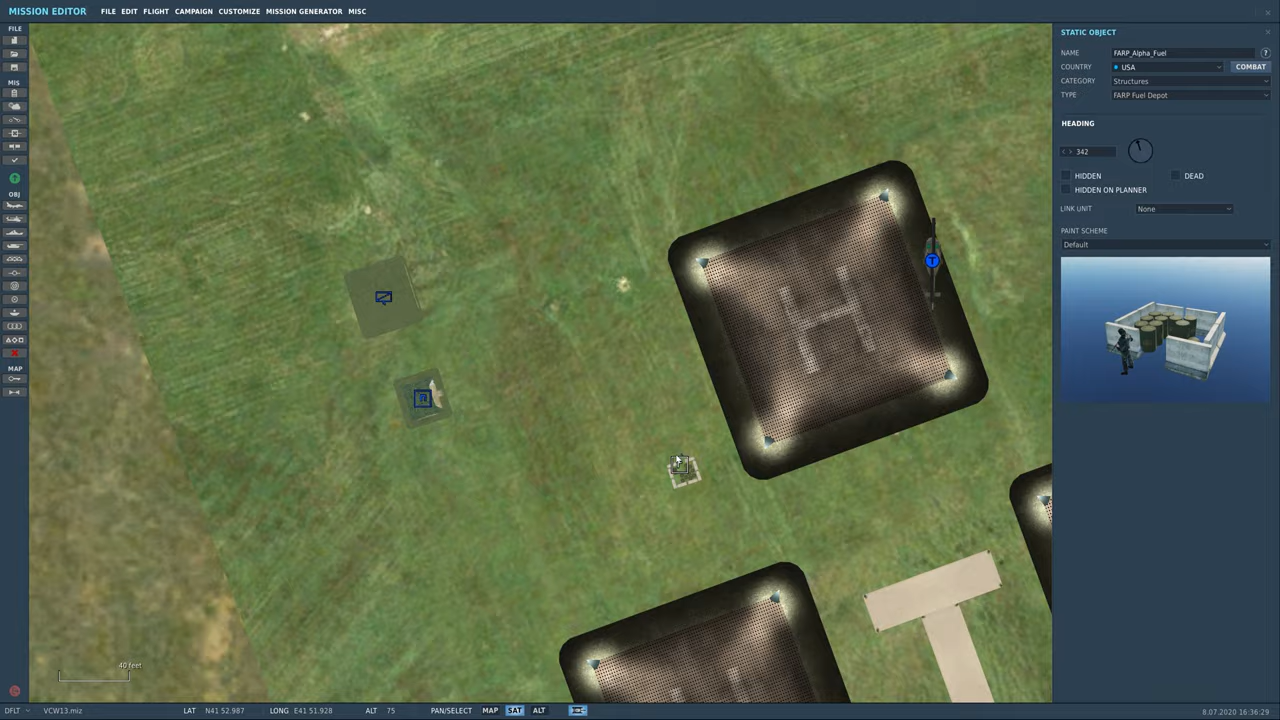 MISSION EDITOR FILE EDIT FLIGHT CAMPAIGN CUSTOMIZE MISSION GENERATOR MISC
FILE
MIS
OBJ
MAP
STATIC OBJECT
NAME FARP_Alpha_Fuel ?
COUNTRY USA COMBAT
CATEGORY Structures
TYPE FARP Fuel Depot
HEADING
342
HIDDEN DEAD
HIDDEN ON PLANNER
LINK UNIT None
PAINT SCHEME
Default
T
H
40 feet
DFLT VCW13.miz LAT N41 52.987 LONG E41 51.928 ALT 75 PAN/SELECT MAP SAT ALT 8.07.2020 16:36:29